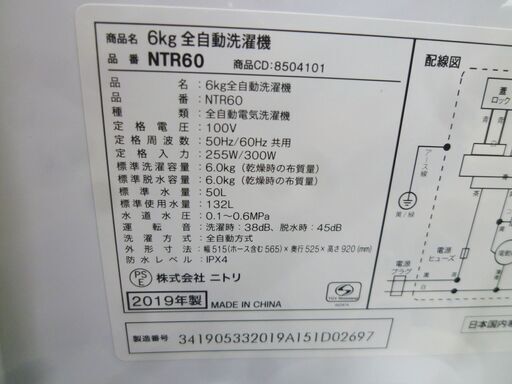 商品名 6kg 全自動洗濯機
品番 NTR60 商品CD:8504101
品名:6kg全自動洗濯機
品番:NTR60
種類:全自動電気洗濯機
定格電圧:100V
定格周波数:50Hz/60Hz 共用
定格入力:255W/300W
標準洗濯容量:6.0kg (乾燥時の布質量)
標準脱水容量:6.0kg (乾燥時の布質量)
標準水量:50L
標準使用水量:132L
水道水圧:0.1~0.6MPa
運転音:洗濯時:38dB、脱水時:45dB
洗濯方式:全自動方式
外形寸法:幅515(ホース含む565)×奥行525×高さ920(mm)
防水レベル:IPX4
PSE 株式会社 ニトリ
2019年製 MADE IN CHINA
製造番号 341905332019A151D02697
配線図
蓋
ロック
青
青
アース線
黄/緑
茶
電源
ヒューズ
電源
プラグ
黒
白
電動
日本国内専